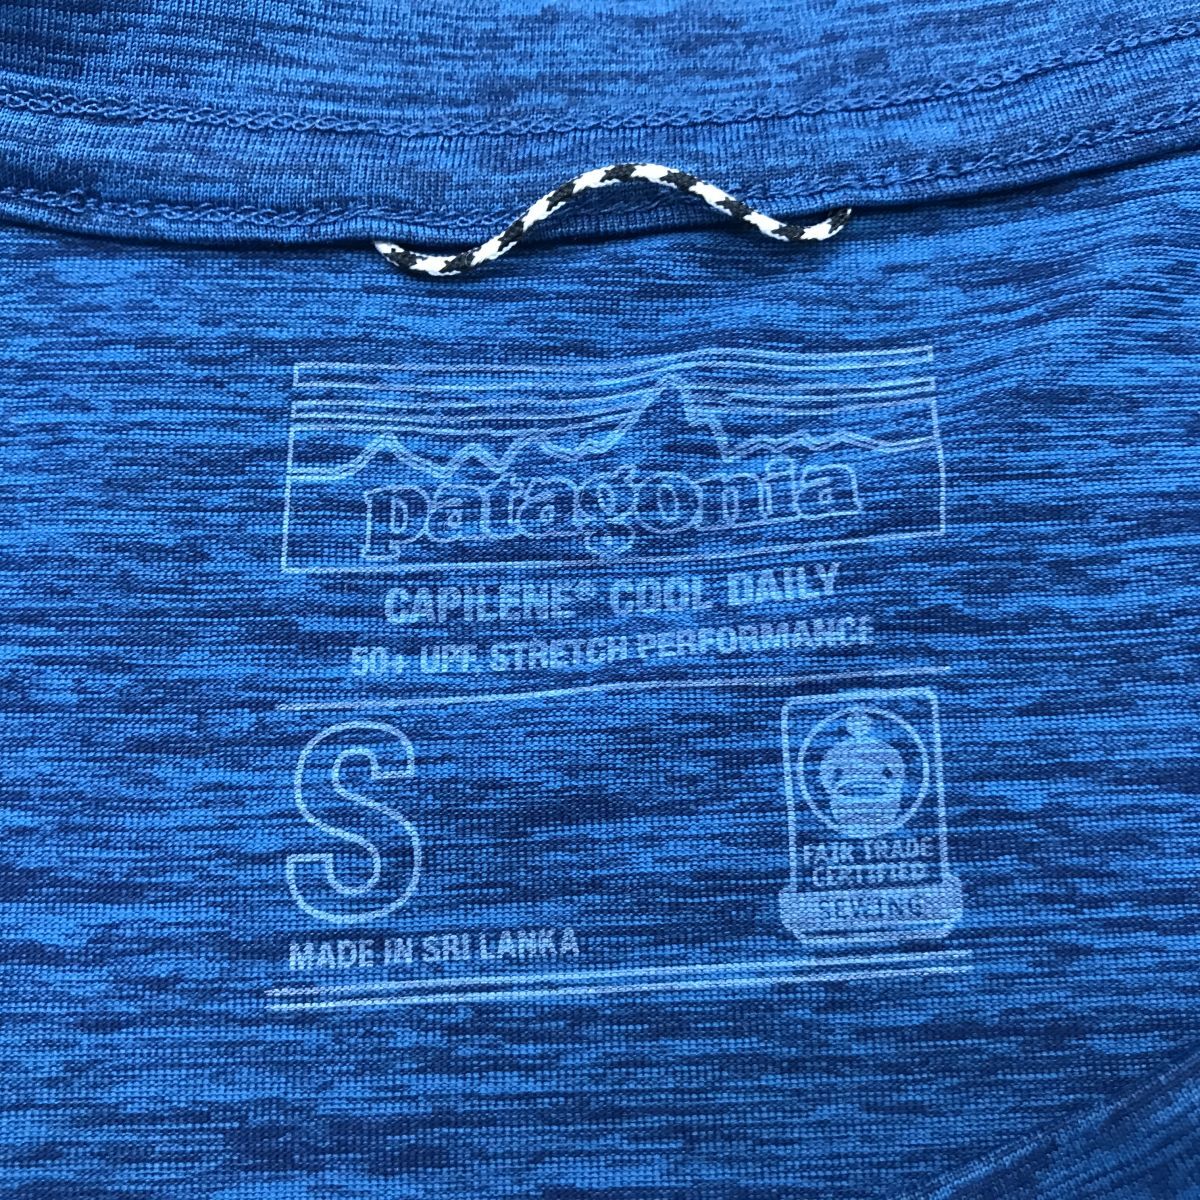 patagonia
®
CAPILENE® COOL DAILY
50+ UPF. STRETCH PERFORMANCE
S
MADE IN SRI LANKA
FAIR TRADE
CERTIFIED
SEWING